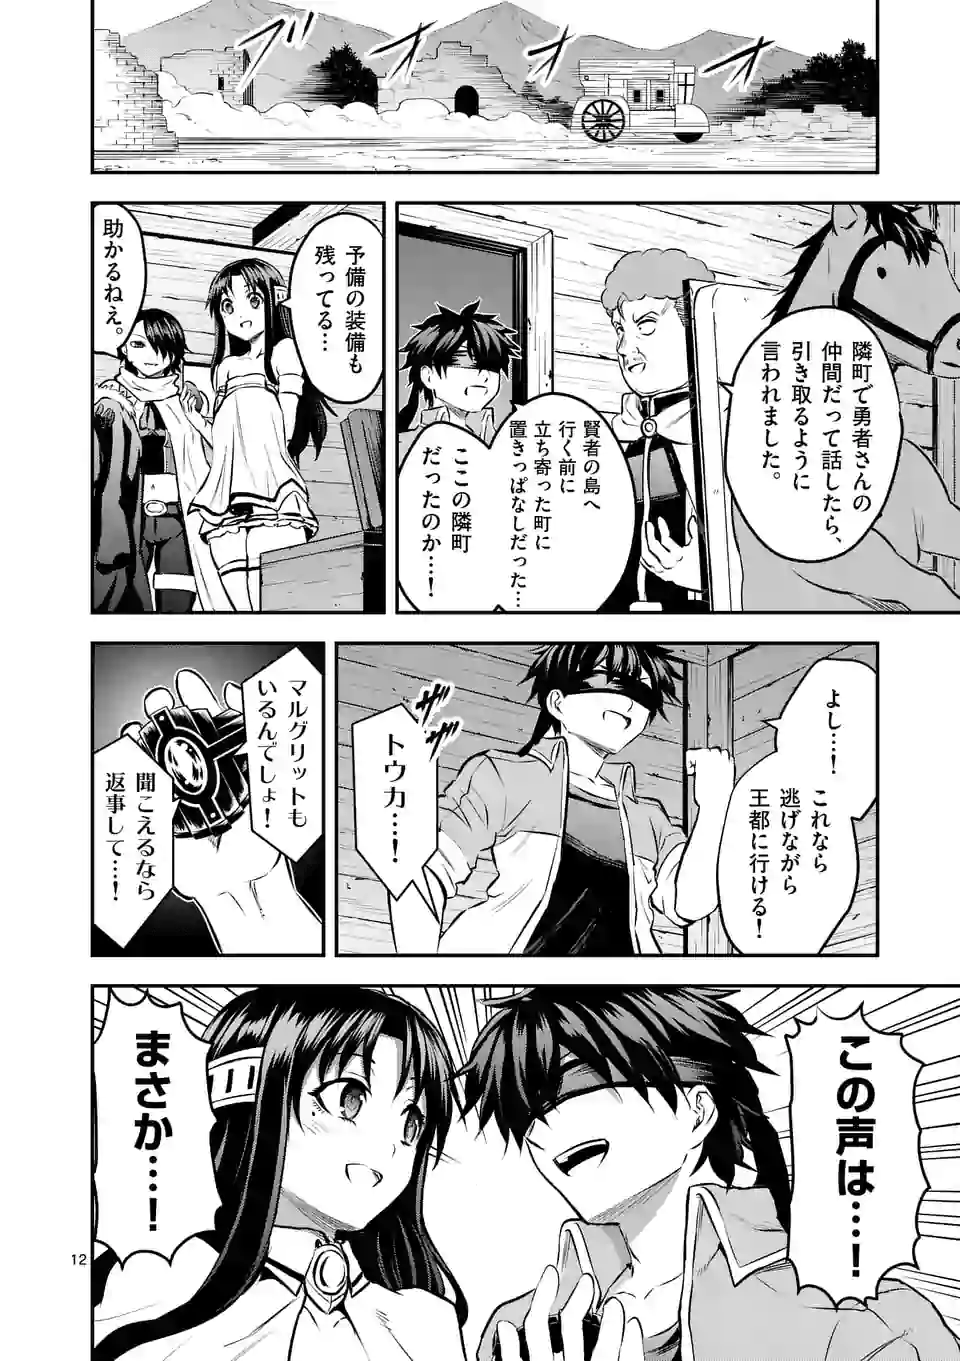 ブ
ブ
隣町で勇者さんの
仲間だって話したら、
引き取るように
言われました。
賢者の島へ
行く前に
立ち寄った町に
置きっぱなしだった…
ここの隣町
だったのか…！
予備の装備も
残ってる…
助かるねえ。
よし…！
これなら
逃げながら
王都に行ける！
ザザッ
トウカ…！
マルグリットも
いるんでしょ！
聞こえるなら
返事して…！
この声は…！
まさか…！
12